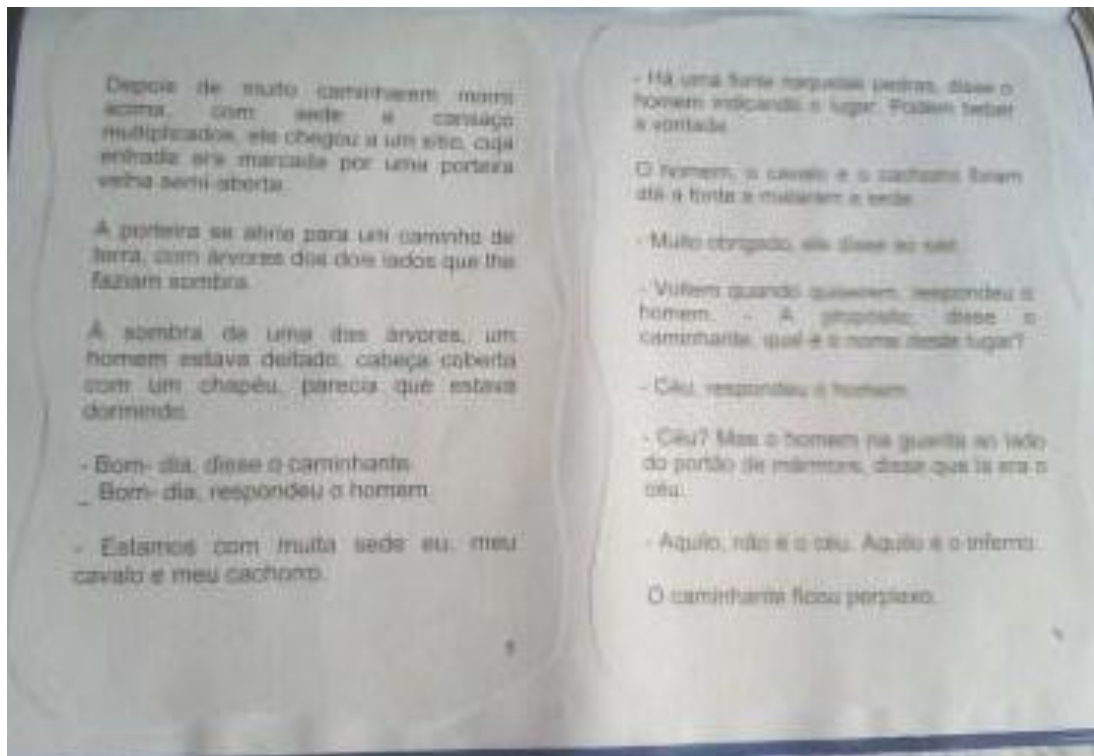 Depois de muito caminharem morro
acima, com sede e cansaço
multiplicados, ele chegou a um sítio, cuja
entrada era marcada por uma porteira
velha semi-aberta.
A porteira se abria para um caminho de
terra, com árvores dos dois lados que lhe
faziam sombra.
À sombra de uma das árvores, um
homem estava deitado, cabeça coberta
com um chapéu, parecia que estava
dormindo.
- Bom- dia, disse o caminhante.
_ Bom- dia, respondeu o homem.
- Estamos com muita sede eu, meu
cavalo e meu cachorro.
- Há uma fonte naquelas pedras, disse o
homem indicando o lugar. Podem beber
a vontade.
O homem, o cavalo e o cachorro foram
até a fonte e mataram a sede.
- Muito obrigado, ele disse ao sair.
- Voltem quando quiserem, respondeu o
homem. - A propósito, disse o
caminhante, qual é o nome deste lugar?
- Céu, respondeu o homem.
- Céu? Mas o homem na guarita ao lado
do portão de mármore, disse que lá era o
céu.
- Aquilo, não é o céu. Aquilo é o inferno.
O caminhante ficou perplexo.